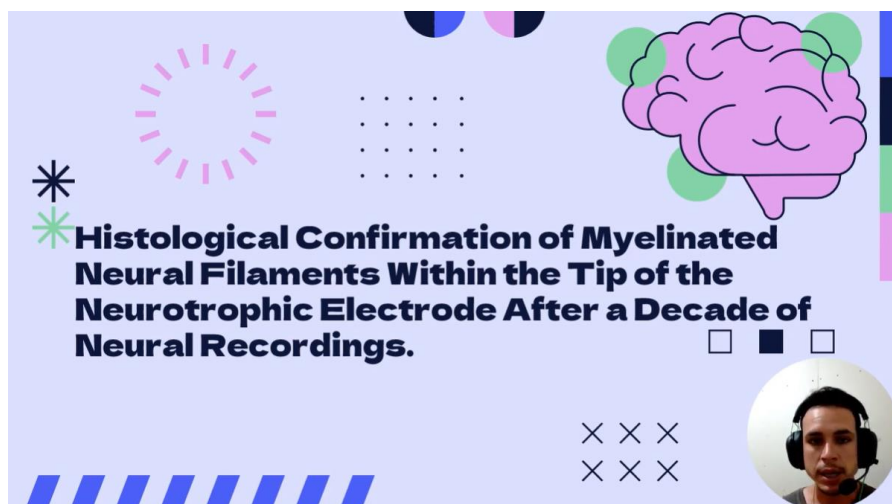 Histological Confirmation of Myelinated
Neural Filaments Within the Tip of the
Neurotrophic Electrode After a Decade of
Neural Recordings.